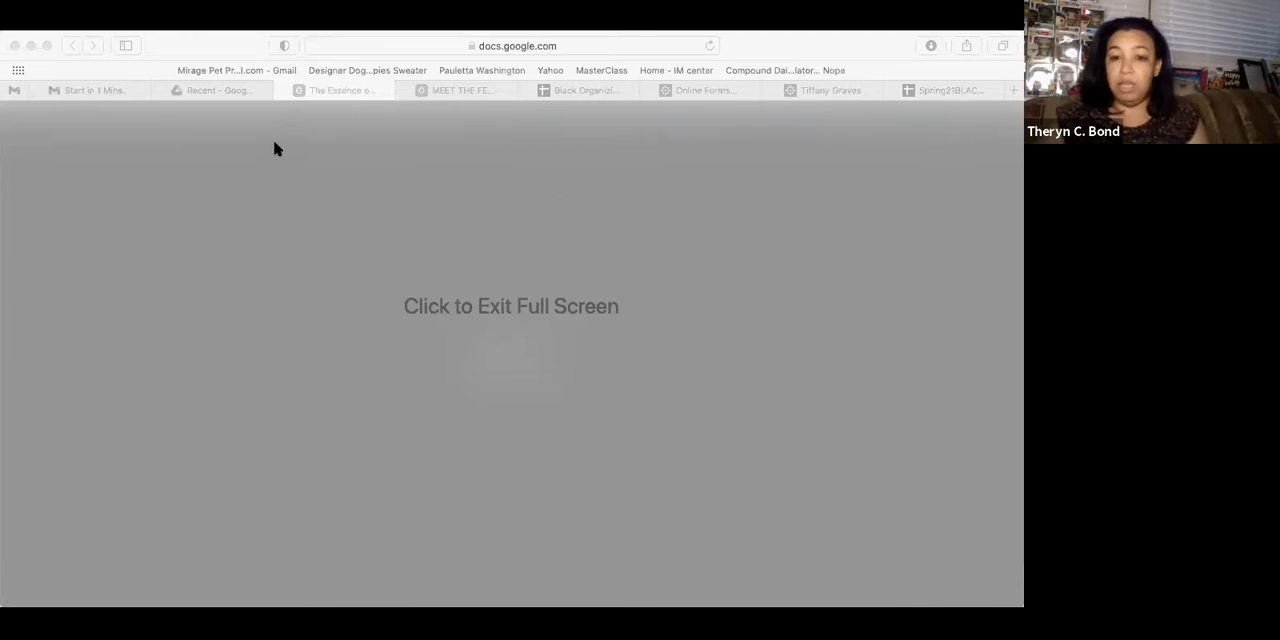 docs.google.com
Mirage Pet Pr...l.com - Gmail Designer Dog...pies Sweater Pauletta Washington Yahoo MasterClass Home - IM center Compound Dai...lator... Nope
Start in 1 Mins.. Recent - Goog... The Essence o... MEET THE FE... Black Organizi... Online Forms... Tiffany Graves Spring21BLAC...
Click to Exit Full Screen
Theryn C. Bond